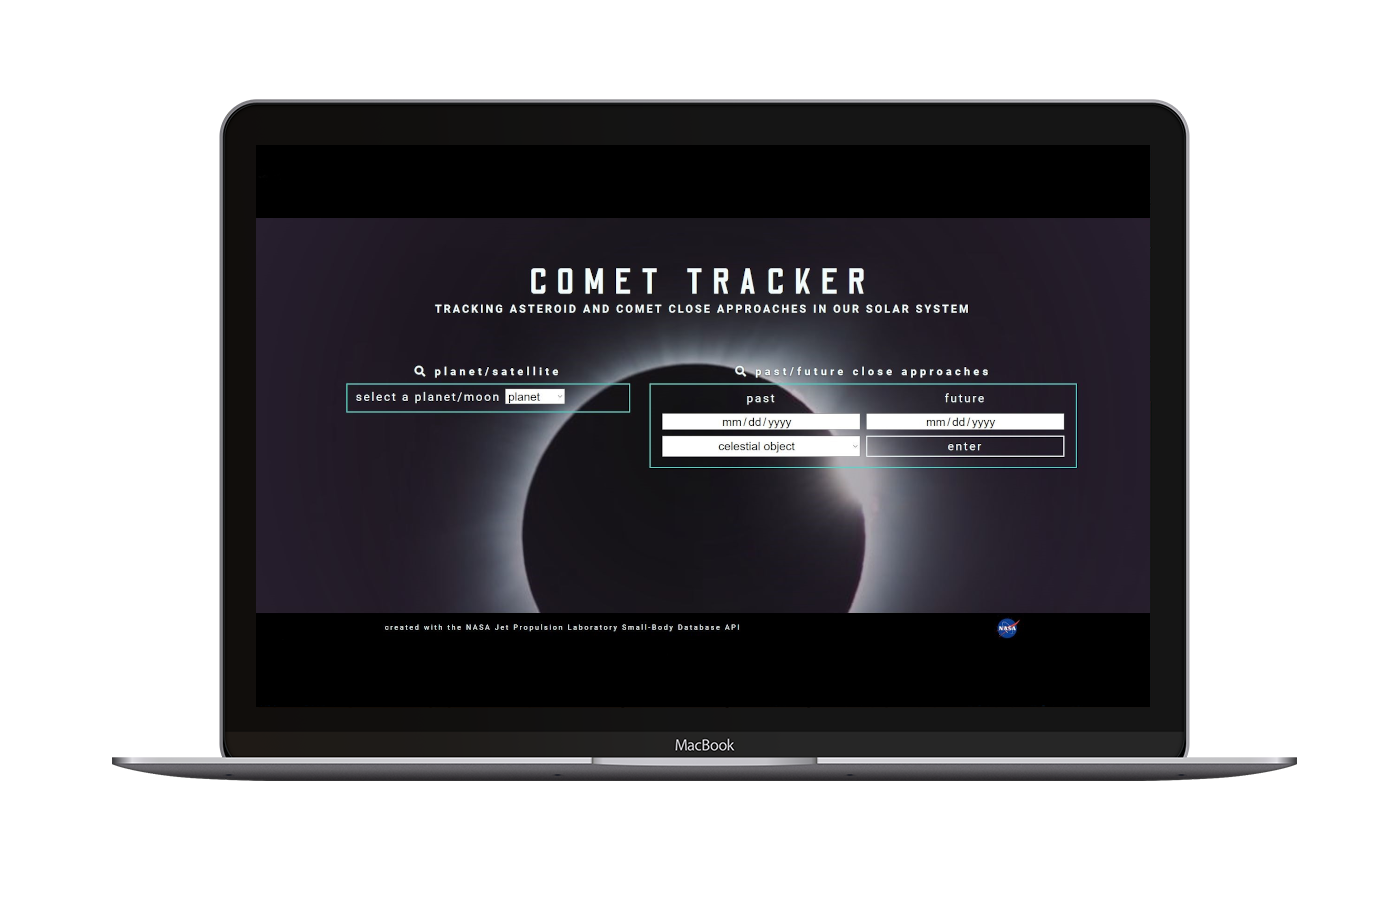 COMET TRACKER
TRACKING ASTEROID AND COMET CLOSE APPROACHES IN OUR SOLAR SYSTEM
planet/satellite
select a planet/moon planet
past/future close approaches
past future
mm/dd/yyyy mm/dd/yyyy
celestial object enter
created with the NASA Jet Propulsion Laboratory Small-Body Database API
NASA
MacBook